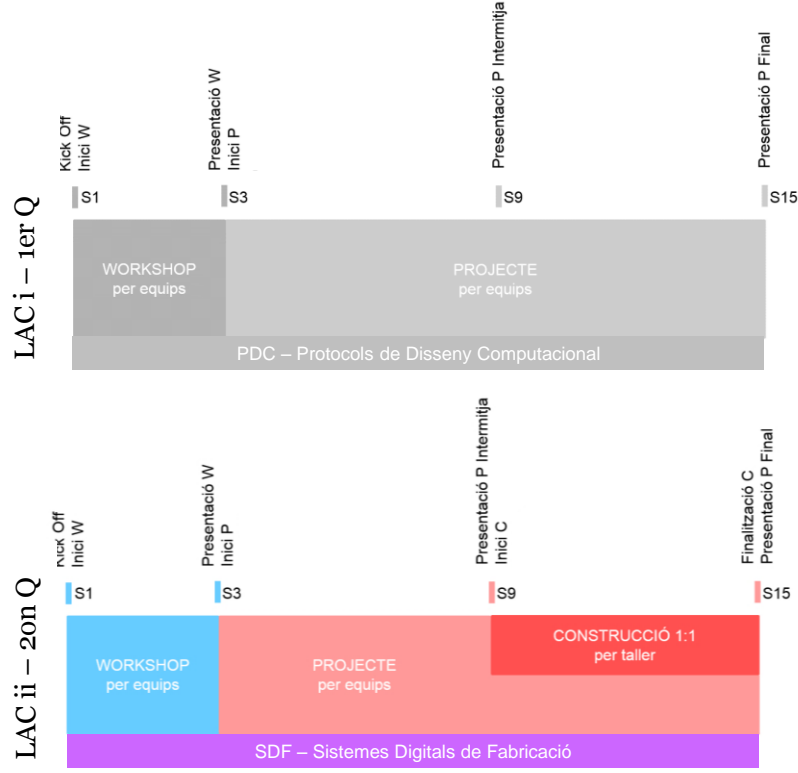 LAC i – 1er Q
Kick Off
Inici W
Presentació W
Inici P
Presentació P Intermitja
Presentació P Final
S1
S3
S9
S15
WORKSHOP
per equips
PROJECTE
per equips
PDC – Protocols de Disseny Computacional
LAC ii – 2on Q
Kick Off
Inici W
Presentació W
Inici P
Presentació P Intermitja
Inici C
Finalització C
Presentació P Final
S1
S3
S9
S15
WORKSHOP
per equips
PROJECTE
per equips
CONSTRUCCIÓ 1:1
per taller
SDF – Sistemes Digitals de Fabricació